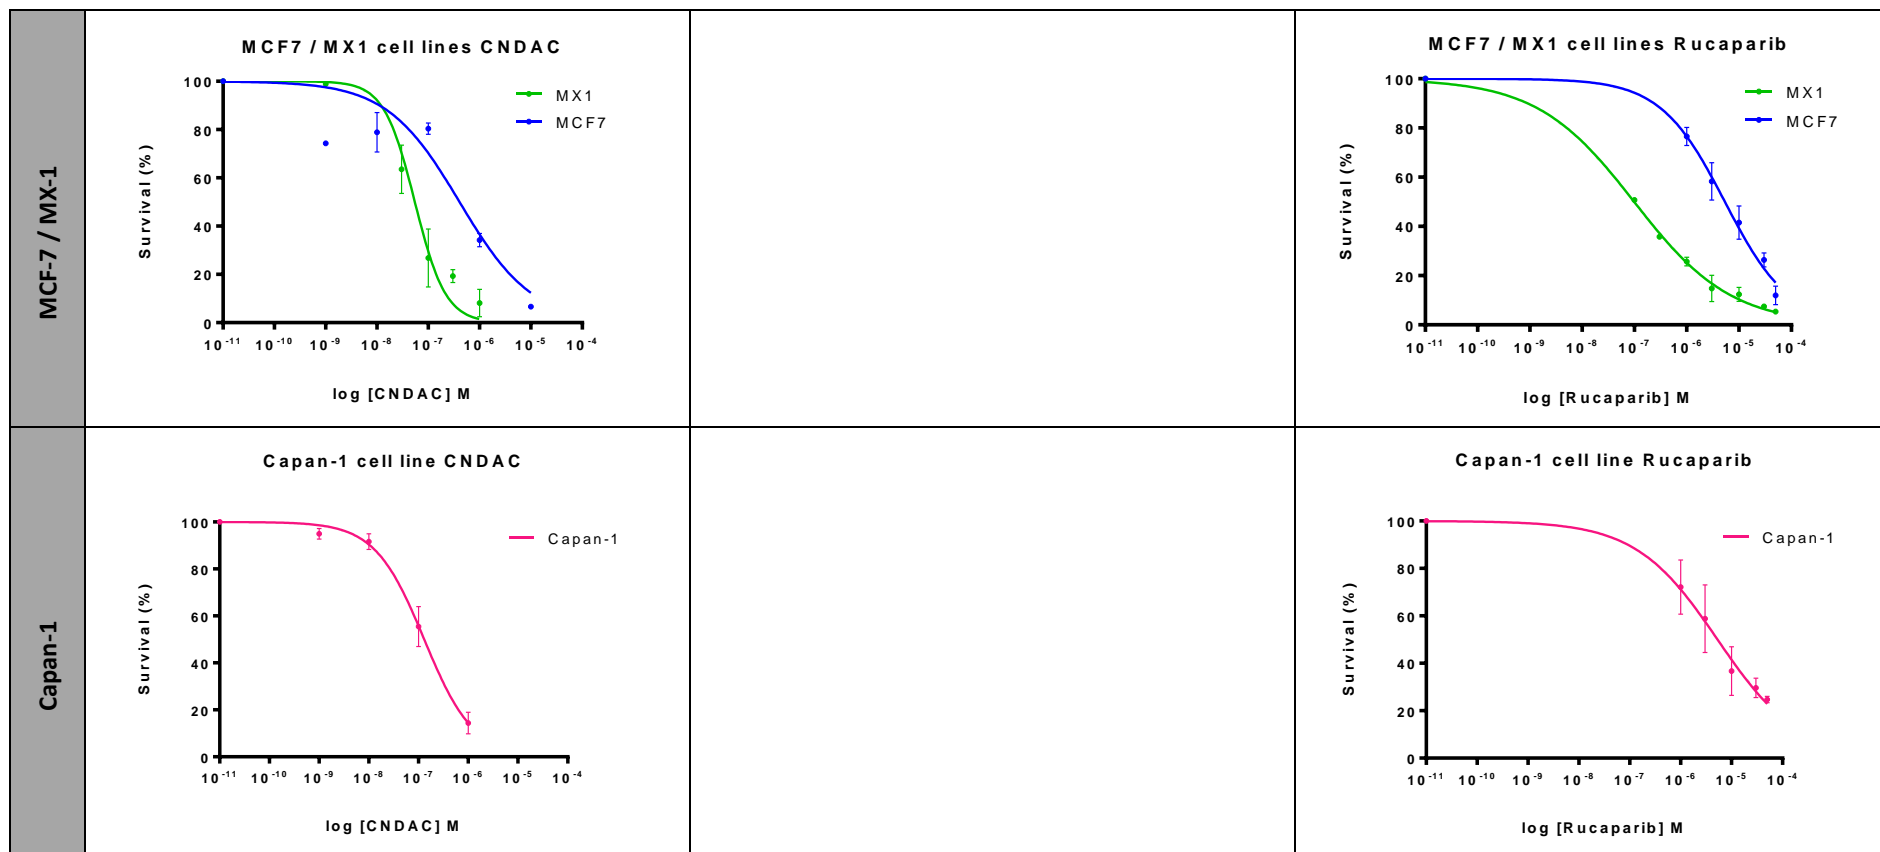 MCF-7 / MX-1
MCF7 / MX1 cell lines CNDAC
100
80
60
40
20
0
Survival (%)
MX1
MCF7
10-11 10-10 10-9 10-8 10-7 10-6 10-5 10-4
log [CNDAC] M
MCF7 / MX1 cell lines Rucaparib
100
80
60
40
20
0
Survival (%)
MX1
MCF7
10-11 10-10 10-9 10-8 10-7 10-6 10-5 10-4
log [Rucaparib] M
Capan-1
Capan-1 cell line CNDAC
100
80
60
40
20
0
Survival (%)
Capan-1
10-11 10-10 10-9 10-8 10-7 10-6 10-5 10-4
log [CNDAC] M
Capan-1 cell line Rucaparib
100
80
60
40
20
0
Survival (%)
Capan-1
10-11 10-10 10-9 10-8 10-7 10-6 10-5 10-4
log [Rucaparib] M